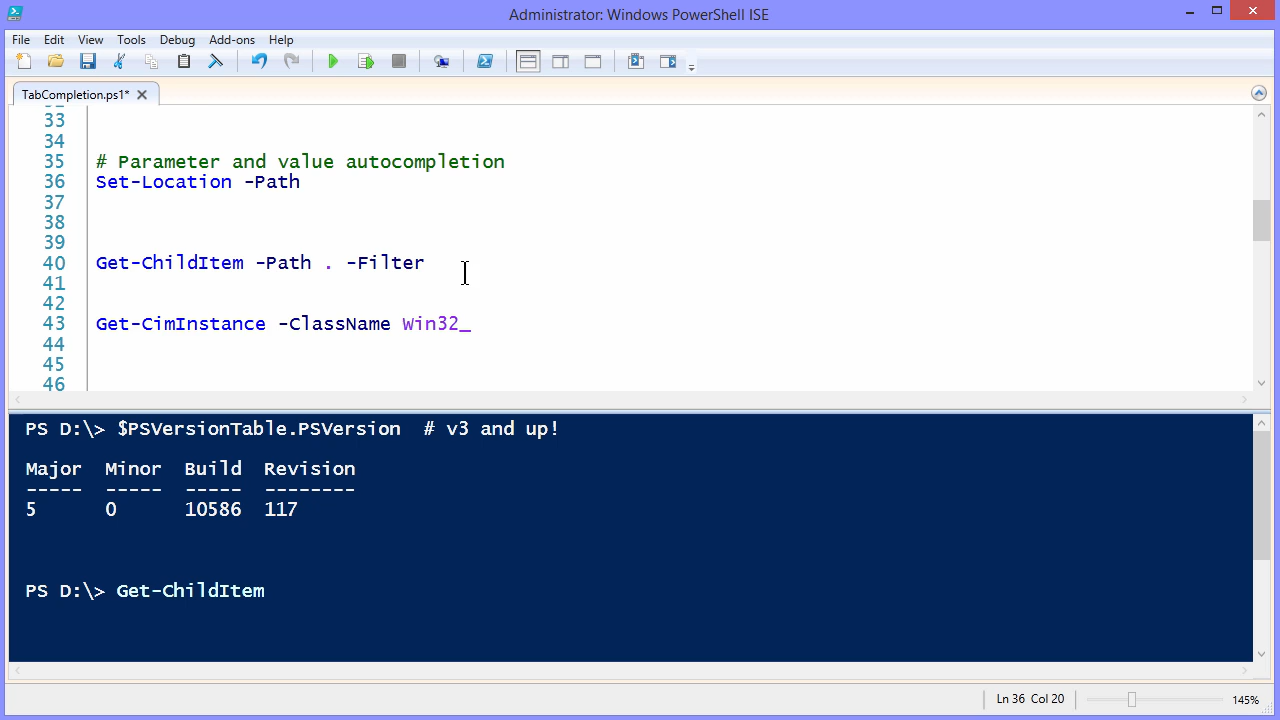 Administrator: Windows PowerShell ISE
File Edit View Tools Debug Add-ons Help
TabCompletion.ps1*
32
33
34
35 # Parameter and value autocompletion
36 Set-Location -Path
37
38
39
40 Get-ChildItem -Path . -Filter
41
42
43 Get-CimInstance -ClassName Win32_
44
45
46
PS D:\> $PSVersionTable.PSVersion # v3 and up!
Major Minor Build Revision
----- ----- ----- --------
5 0 10586 117
PS D:\> Get-ChildItem
Ln 36 Col 20 145%